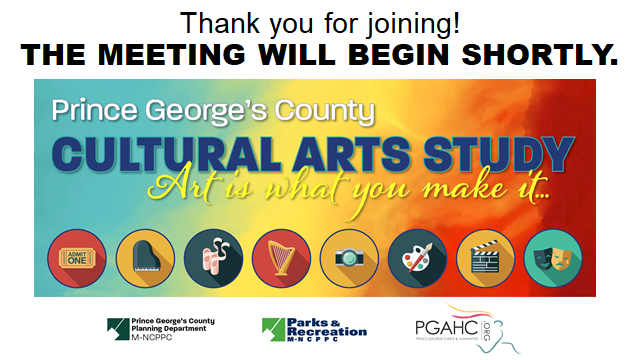 Thank you for joining!
THE MEETING WILL BEGIN SHORTLY.
Prince George's County
CULTURAL ARTS STUDY
Art is what you make it...
ADMIT
ONE
Prince George's County
Planning Department
M-NCPPC
Parks &
Recreation
M-NCPPC
PGAHC
.ORG
PRINCE GEORGE'S ARTS & HUMANITIES